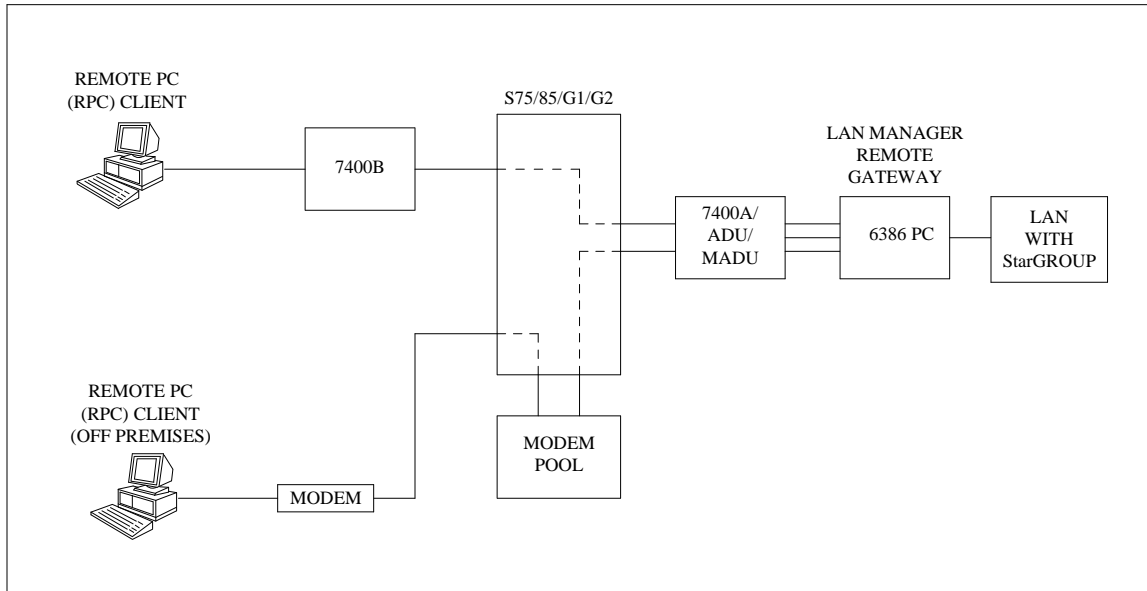 REMOTE PC
(RPC) CLIENT
7400B
S75/85/G1/G2
LAN MANAGER
REMOTE
GATEWAY
7400A/
ADU/
MADU
6386 PC
LAN
WITH
StarGROUP
REMOTE PC
(RPC) CLIENT
(OFF PREMISES)
MODEM
MODEM
POOL